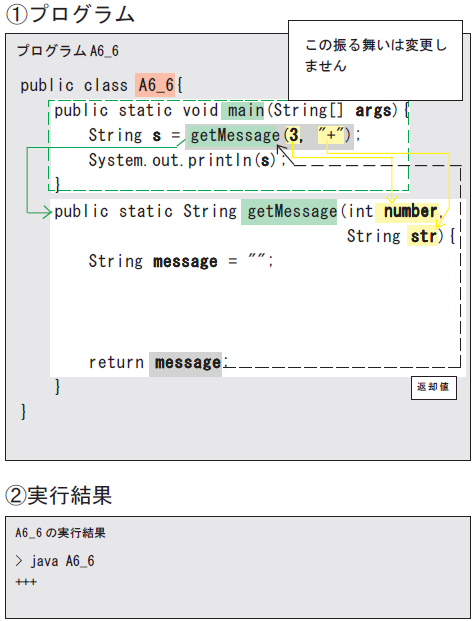 ①プログラム
プログラム A6_6
この振る舞いは変更し
ません
public class A6_6{
public static void main(String[] args){
String s = getMessage(3, "+");
System.out.println(s);
}
public static String getMessage(int number,
String str){
String message = "";
return message;
}
返却値
}
②実行結果
A6_6 の実行結果
> java A6_6
+++